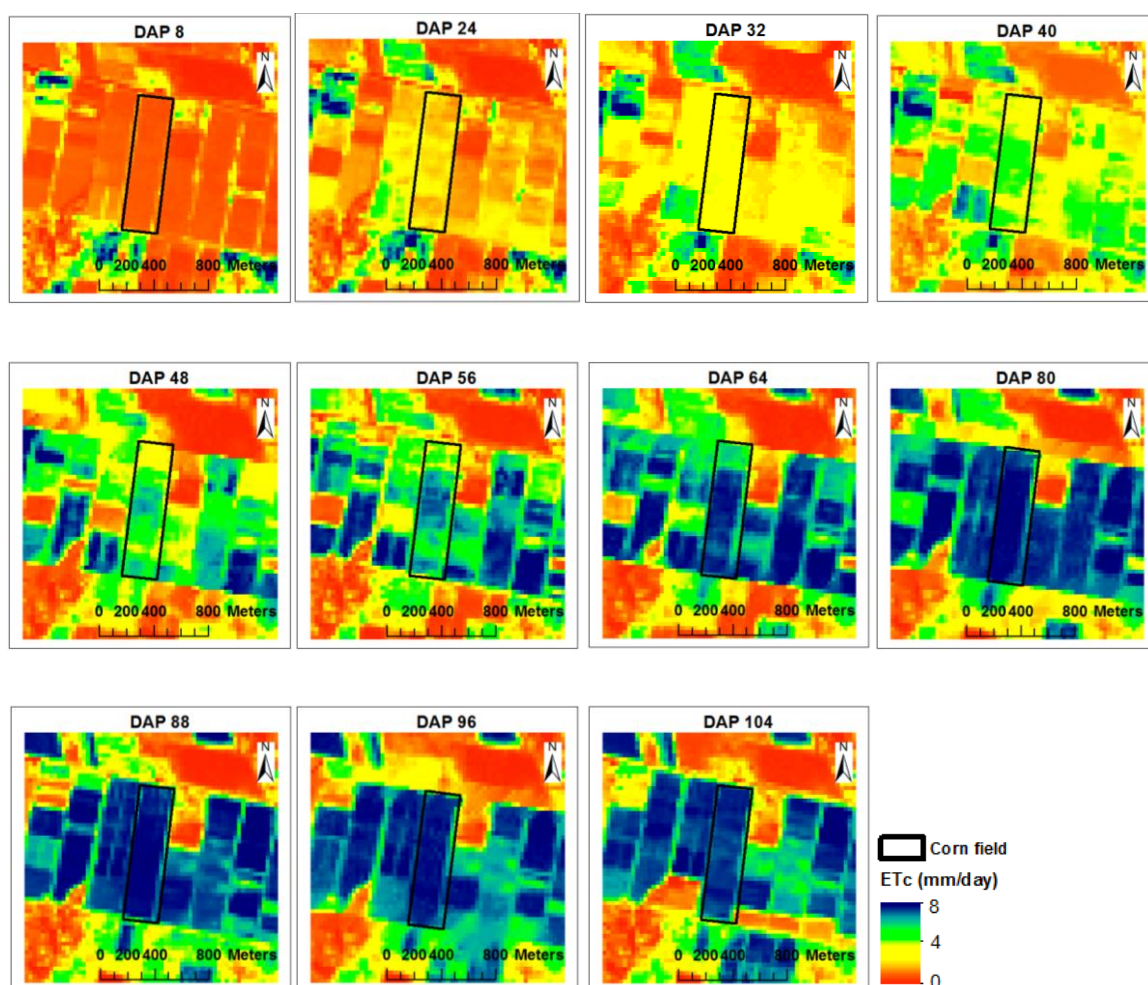 DAP 8
N
0 200 400 800 Meters
DAP 24
N
0 200 400 800 Meters
DAP 32
N
0 200 400 800 Meters
DAP 40
N
0 200 400 800 Meters
DAP 48
N
0 200 400 800 Meters
DAP 56
N
0 200 400 800 Meters
DAP 64
N
0 200 400 800 Meters
DAP 80
N
0 200 400 800 Meters
DAP 88
N
0 200 400 800 Meters
DAP 96
N
0 200 400 800 Meters
DAP 104
N
0 200 400 800 Meters
Corn field
ETc (mm/day)
8
4
0